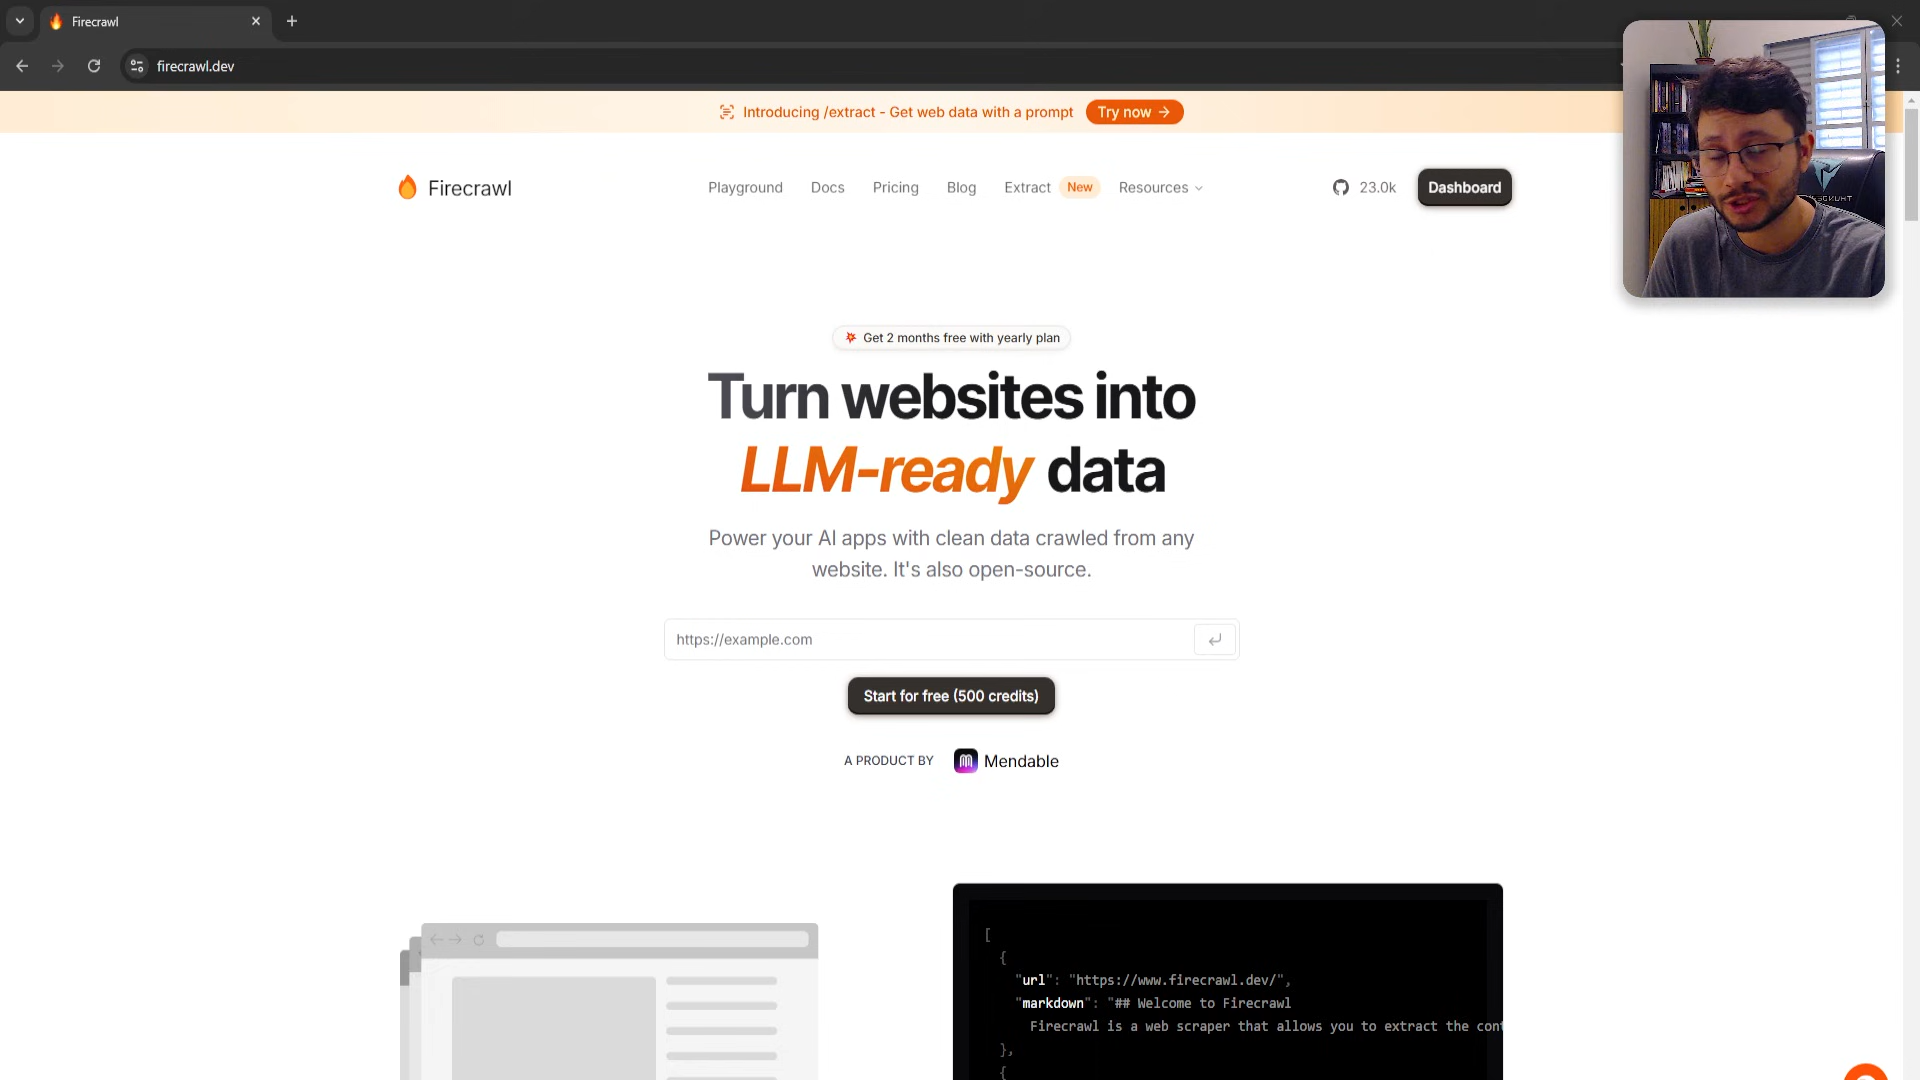 Firecrawl
firecrawl.dev
Introducing /extract - Get web data with a prompt
Try now →
Firecrawl
Playground
Docs
Pricing
Blog
Extract
New
Resources
23.0k
Dashboard
Get 2 months free with yearly plan
Turn websites into
LLM-ready data
Power your AI apps with clean data crawled from any
website. It's also open-source.
https://example.com
Start for free (500 credits)
A PRODUCT BY
Mendable
[
{
"url": "https://www.firecrawl.dev/",
"markdown": "## Welcome to Firecrawl
Firecrawl is a web scraper that allows you to extract the cont
},
{